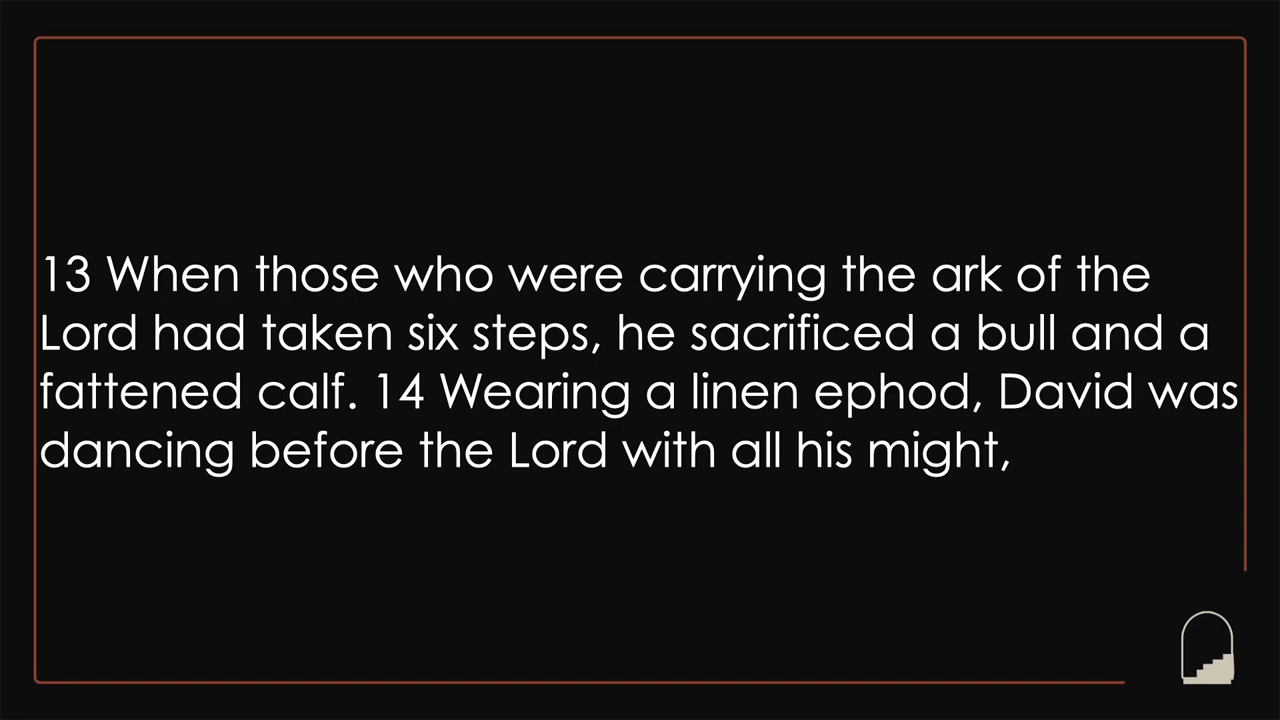 13 When those who were carrying the ark of the
Lord had taken six steps, he sacrificed a bull and a
fattened calf. 14 Wearing a linen ephod, David was
dancing before the Lord with all his might,